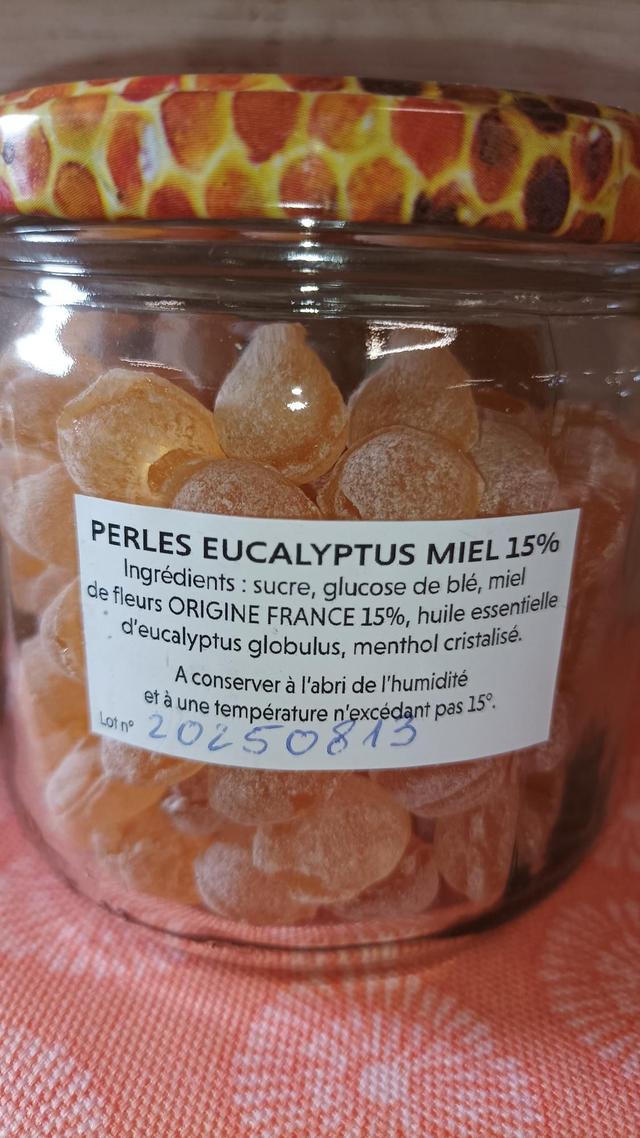 PERLES EUCALYPTUS MIEL 15%
Ingrédients : sucre, glucose de blé, miel
de fleurs ORIGINE FRANCE 15%, huile essentielle
d'eucalyptus globulus, menthol cristalisé.
A conserver à l'abri de l'humidité
et à une température n'excédant pas 15°.
Lot n° 20250813